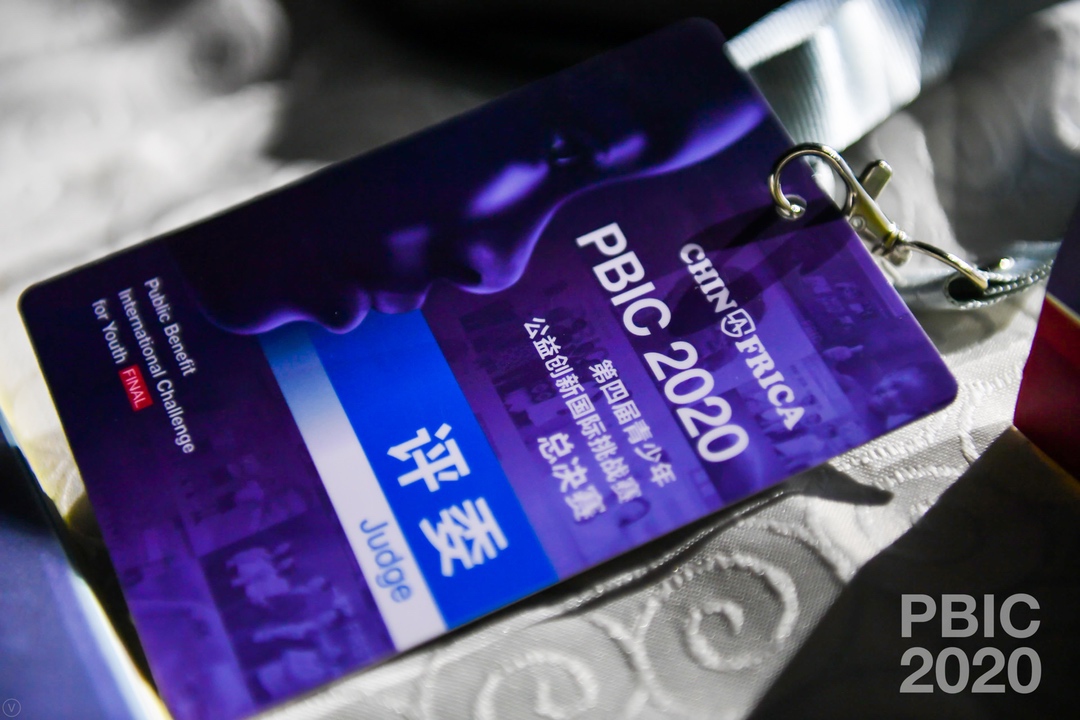 CHINAFRICA
PBIC 2020
第四届青少年
公益创新国际挑战赛
总决赛
评委
Judge
Public Benefit
International Challenge
for Youth FINAL
PBIC
2020
V